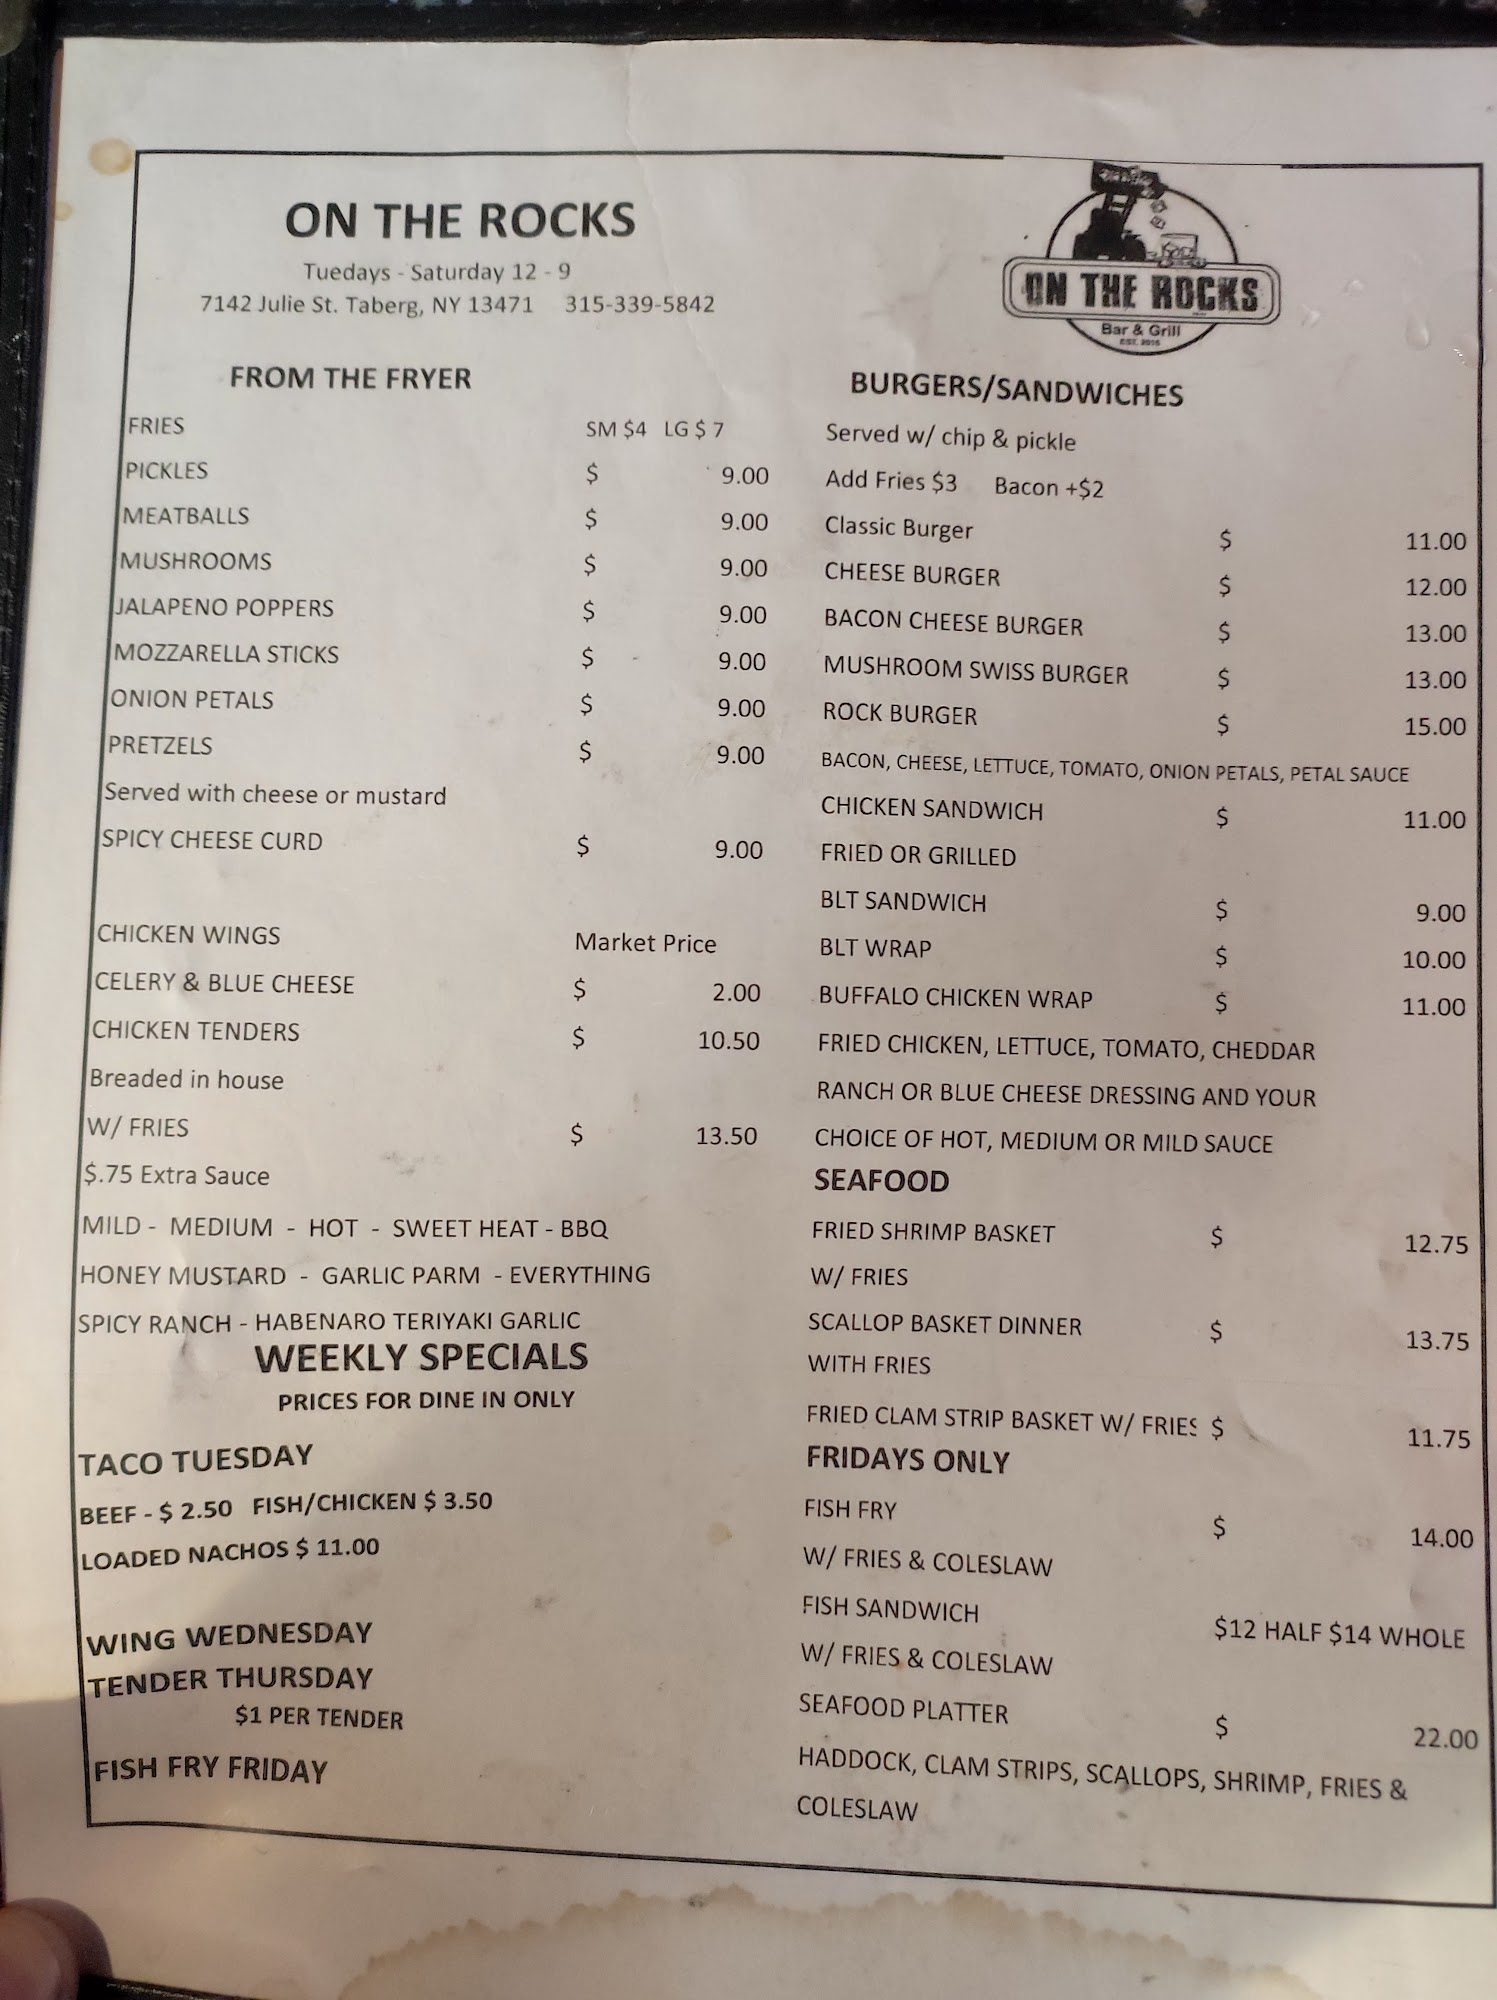 ON THE ROCKS
Tuedays - Saturday 12 - 9
7142 Julie St. Taberg, NY 13471 315-339-5842
ON THE ROCKS
Bar & Grill
EST. 2016
FROM THE FRYER
FRIES SM $4 LG $ 7
PICKLES $ 9.00
MEATBALLS $ 9.00
MUSHROOMS $ 9.00
JALAPENO POPPERS $ 9.00
MOZZARELLA STICKS $ 9.00
ONION PETALS $ 9.00
PRETZELS $ 9.00
Served with cheese or mustard
SPICY CHEESE CURD $ 9.00
CHICKEN WINGS Market Price
CELERY & BLUE CHEESE $ 2.00
CHICKEN TENDERS $ 10.50
Breaded in house
W/ FRIES $ 13.50
$.75 Extra Sauce
MILD - MEDIUM - HOT - SWEET HEAT - BBQ
HONEY MUSTARD - GARLIC PARM - EVERYTHING
SPICY RANCH - HABENARO TERIYAKI GARLIC
WEEKLY SPECIALS
PRICES FOR DINE IN ONLY
TACO TUESDAY
BEEF - $ 2.50 FISH/CHICKEN $ 3.50
LOADED NACHOS $ 11.00
WING WEDNESDAY
TENDER THURSDAY
$1 PER TENDER
FISH FRY FRIDAY
BURGERS/SANDWICHES
Served w/ chip & pickle
Add Fries $3 Bacon +$2
Classic Burger $ 11.00
CHEESE BURGER $ 12.00
BACON CHEESE BURGER $ 13.00
MUSHROOM SWISS BURGER $ 13.00
ROCK BURGER $ 15.00
BACON, CHEESE, LETTUCE, TOMATO, ONION PETALS, PETAL SAUCE
CHICKEN SANDWICH $ 11.00
FRIED OR GRILLED
BLT SANDWICH $ 9.00
BLT WRAP $ 10.00
BUFFALO CHICKEN WRAP $ 11.00
FRIED CHICKEN, LETTUCE, TOMATO, CHEDDAR
RANCH OR BLUE CHEESE DRESSING AND YOUR
CHOICE OF HOT, MEDIUM OR MILD SAUCE
SEAFOOD
FRIED SHRIMP BASKET $ 12.75
W/ FRIES
SCALLOP BASKET DINNER $ 13.75
WITH FRIES
FRIED CLAM STRIP BASKET W/ FRIES $ 11.75
FRIDAYS ONLY
FISH FRY $ 14.00
W/ FRIES & COLESLAW
FISH SANDWICH $12 HALF $14 WHOLE
W/ FRIES & COLESLAW
SEAFOOD PLATTER $ 22.00
HADDOCK, CLAM STRIPS, SCALLOPS, SHRIMP, FRIES &
COLESLAW